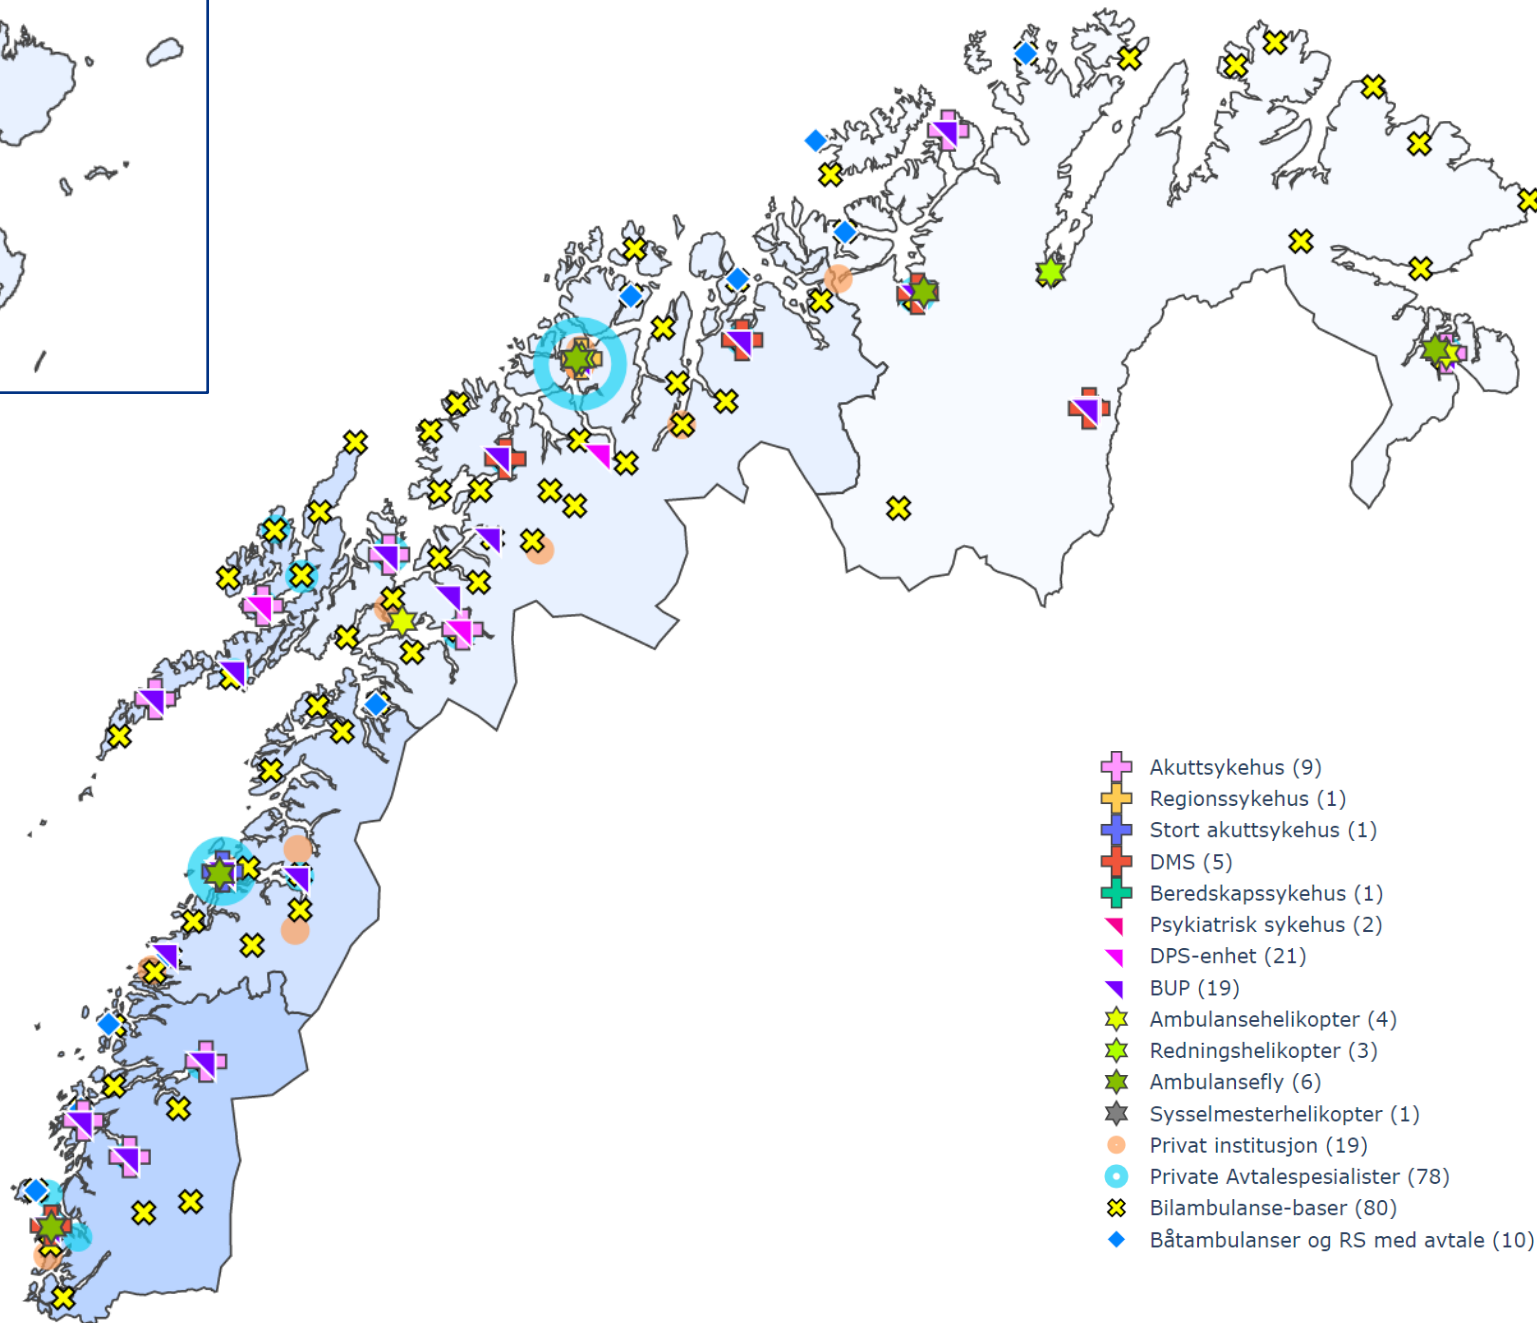 Akuttsykehus (9)
Regionssykehus (1)
Stort akuttsykehus (1)
DMS (5)
Beredskapssykehus (1)
Psykiatrisk sykehus (2)
DPS-enhet (21)
BUP (19)
Ambulansehelikopter (4)
Redningshelikopter (3)
Ambulansefly (6)
Sysselmesterhelikopter (1)
Privat institusjon (19)
Private Avtalespesialister (78)
Bilambulanse-baser (80)
Båtambulanser og RS med avtale (10)